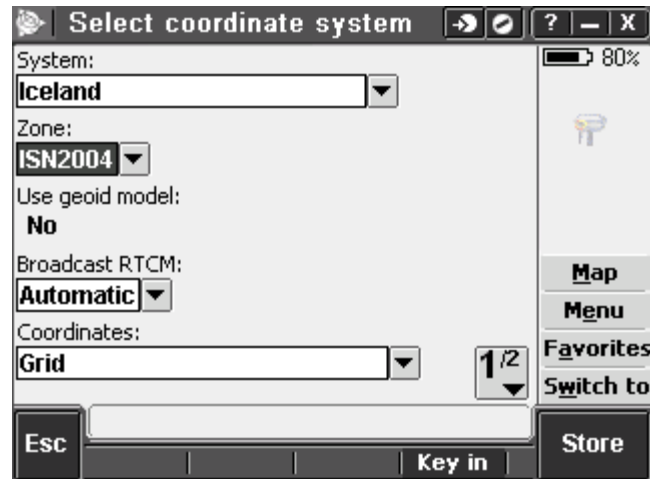 Select coordinate system
? – X
System:
Iceland
Zone:
ISN2004
Use geoid model:
No
Broadcast RTCM:
Automatic
Coordinates:
Grid
1/2
80%
Map
Menu
Favorites
Switch to
Esc
Key in
Store